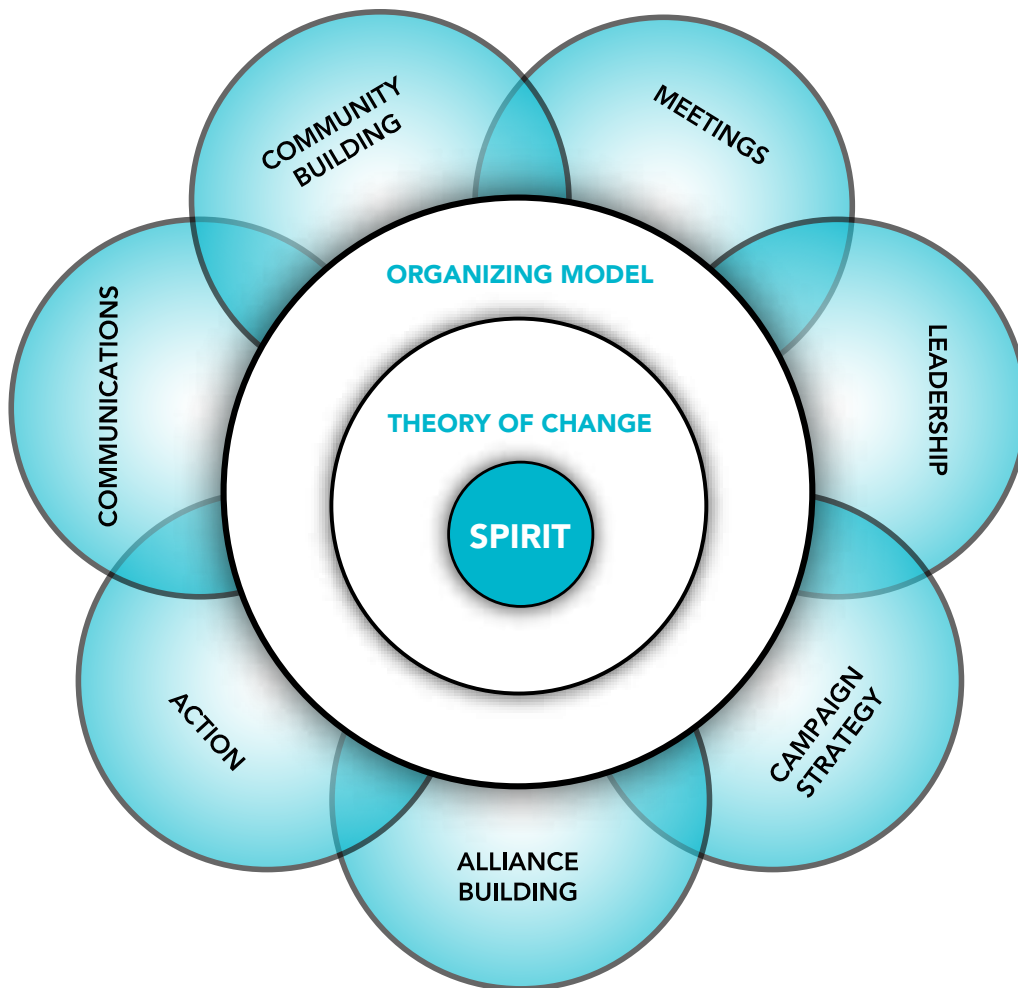 COMMUNITY
BUILDING
MEETINGS
ORGANIZING MODEL
COMMUNICATIONS
LEADERSHIP
THEORY OF CHANGE
SPIRIT
ACTION
CAMPAIGN
STRATEGY
ALLIANCE
BUILDING